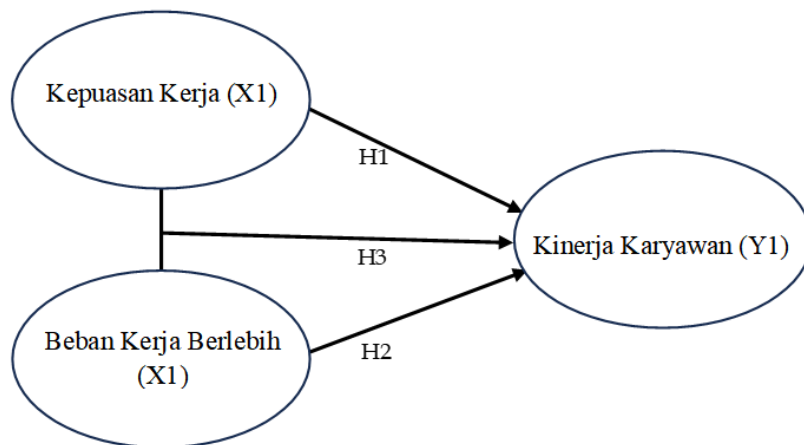 Kepuasan Kerja (X1)
H1
Kinerja Karyawan (Y1)
H3
Beban Kerja Berlebih
(X1)
H2